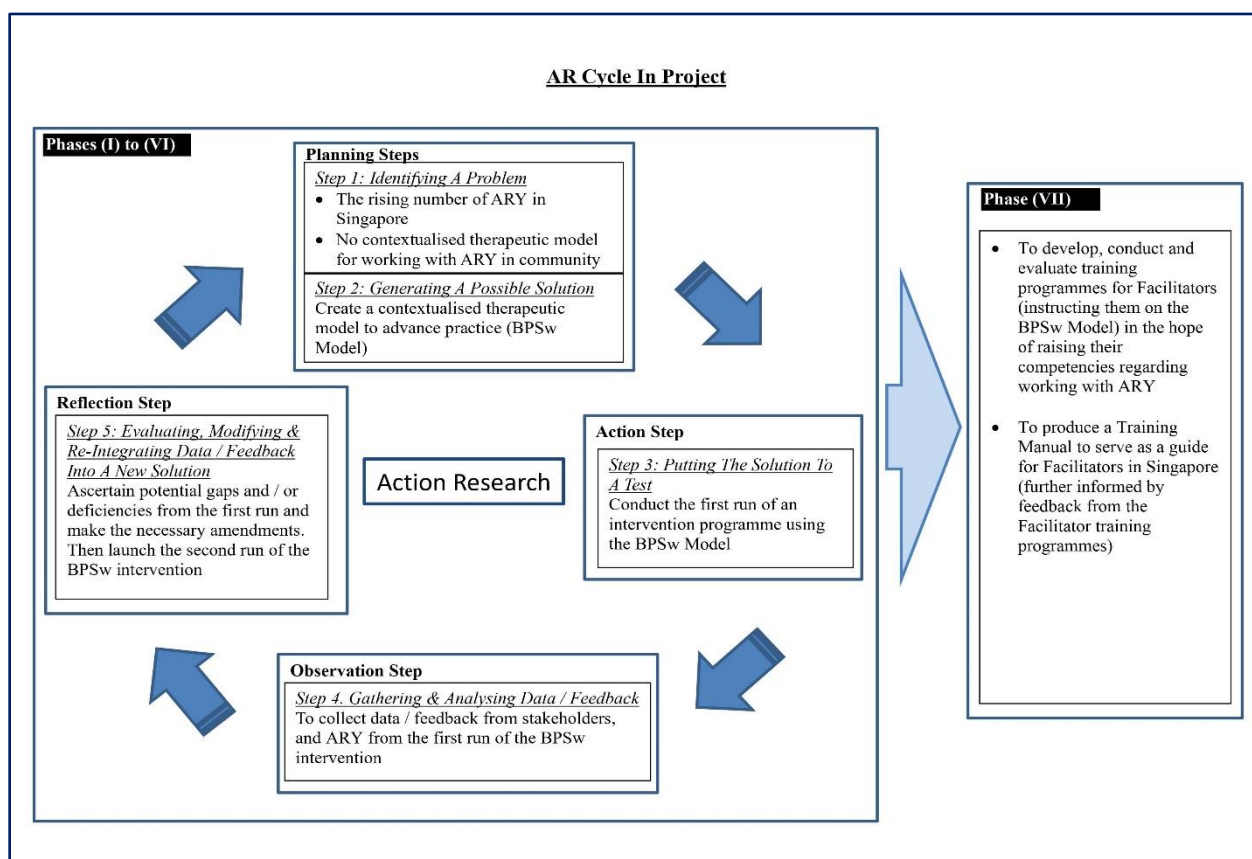 AR Cycle In Project
Phases (I) to (VI)
Planning Steps
Step 1: Identifying A Problem
• The rising number of ARY in
Singapore
• No contextualised therapeutic model
for working with ARY in community
Step 2: Generating A Possible Solution
Create a contextualised therapeutic
model to advance practice (BPSw
Model)
Action Step
Step 3: Putting The Solution To
A Test
Conduct the first run of an
intervention programme using
the BPSw Model
Observation Step
Step 4. Gathering & Analysing Data / Feedback
To collect data / feedback from stakeholders,
and ARY from the first run of the BPSw
intervention
Reflection Step
Step 5: Evaluating, Modifying &
Re-Integrating Data / Feedback
Into A New Solution
Ascertain potential gaps and / or
deficiencies from the first run and
make the necessary amendments.
Then launch the second run of the
BPSw intervention
Action Research
Phase (VII)
• To develop, conduct and
evaluate training
programmes for Facilitators
(instructing them on the
BPSw Model) in the hope
of raising their
competencies regarding
working with ARY
• To produce a Training
Manual to serve as a guide
for Facilitators in Singapore
(further informed by
feedback from the
Facilitator training
programmes)